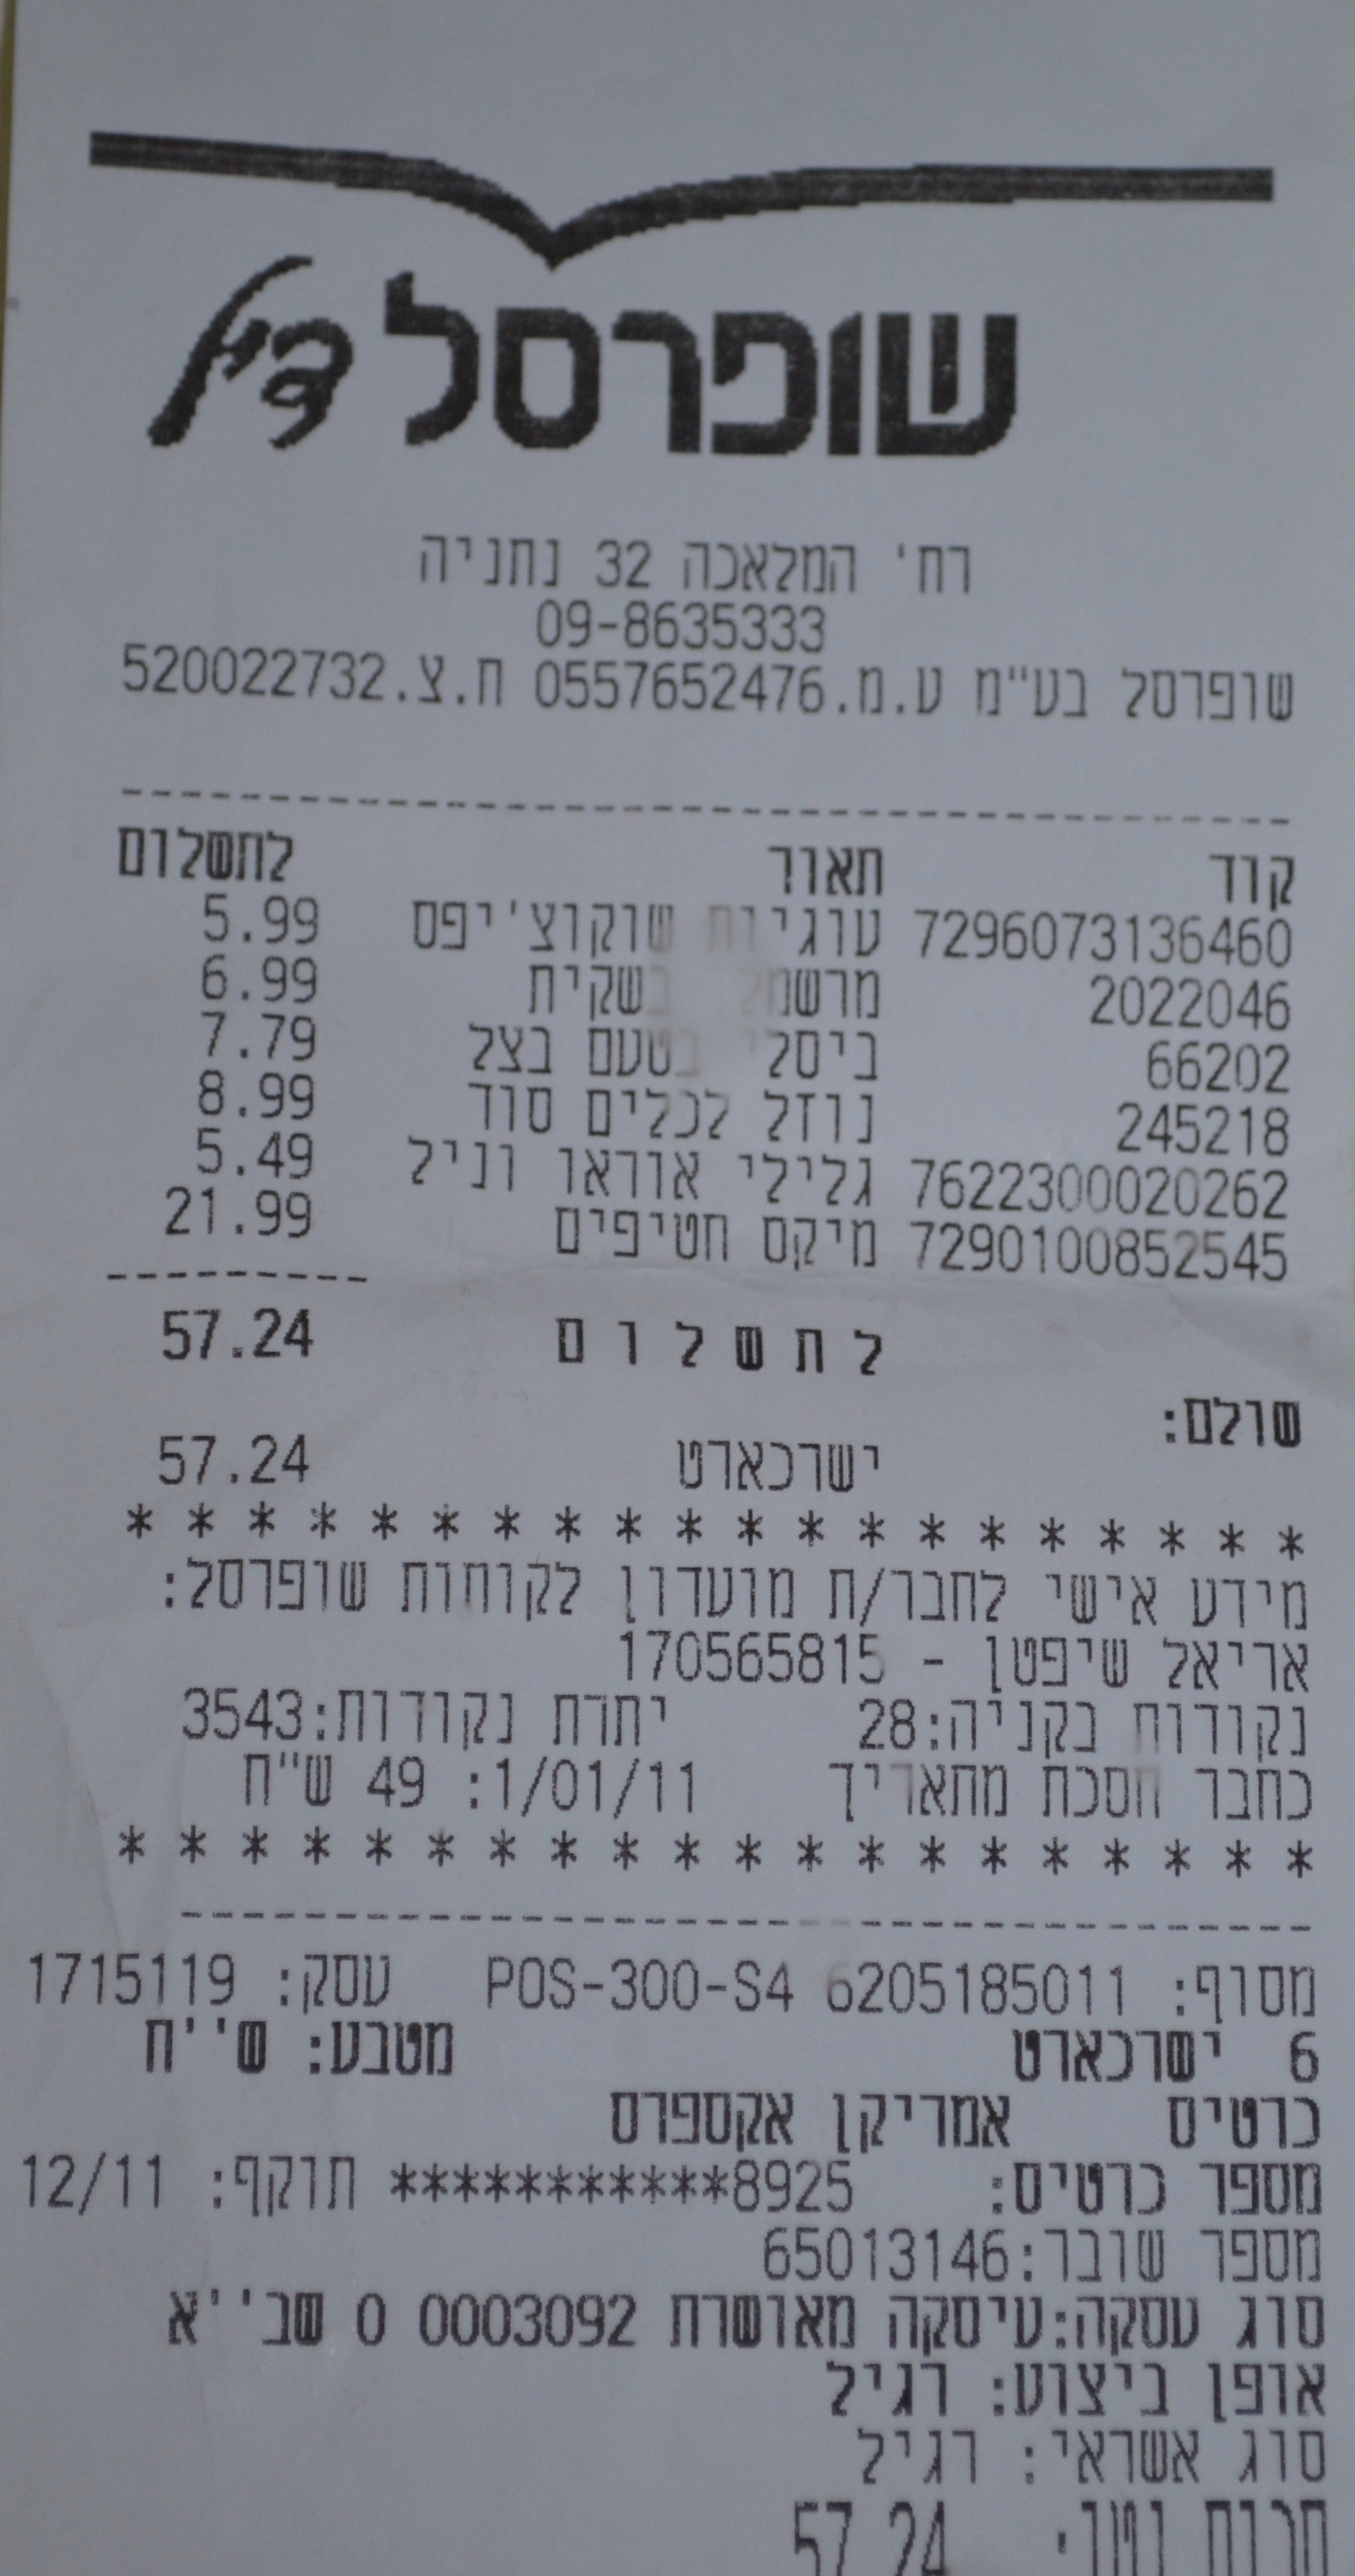 שופרסל דיל
רח' המלאכה 32 נתניה
09-8635333
שופרסל בע"מ ע.מ.0557652476 ח.צ.520022732
קוד תאור לתשלום
7296073136460 עוגיות שוקוצ'יפס 5.99
2022046 מרשמלו בשקית 6.99
66202 ביסלי בטעם בצל 7.79
245218 נוזל לכלים סוד 8.99
7622300020262 גלילי אוראו וניל 5.49
7290100852545 מיקס חטיפים 21.99
לתשלום 57.24
שולם:
ישרכארט 57.24
* * * * * * * * * * * * * * * * * * * *
מידע אישי לחבר/ת מועדון לקוחות שופרסל:
אריאל שיפטן - 170565815
נקודות בקניה:28 יתרת נקודות:3543
כחבר חסכת מתאריך 1/01/11: 49 ש"ח
* * * * * * * * * * * * * * * * * * * *
מסוף: 6205185011 POS-300-S4 עסק: 1715119
6 ישרכארט מטבע: ש''ח
כרטיס אמריקן אקספרס
מספר כרטיס: ***********8925 תוקף: 12/11
מספר שובר:65013146
סוג עסקה:עיסקה מאושרת 0003092 0 שב''א
אופן ביצוע: רגיל
סוג אשראי: רגיל
57.24